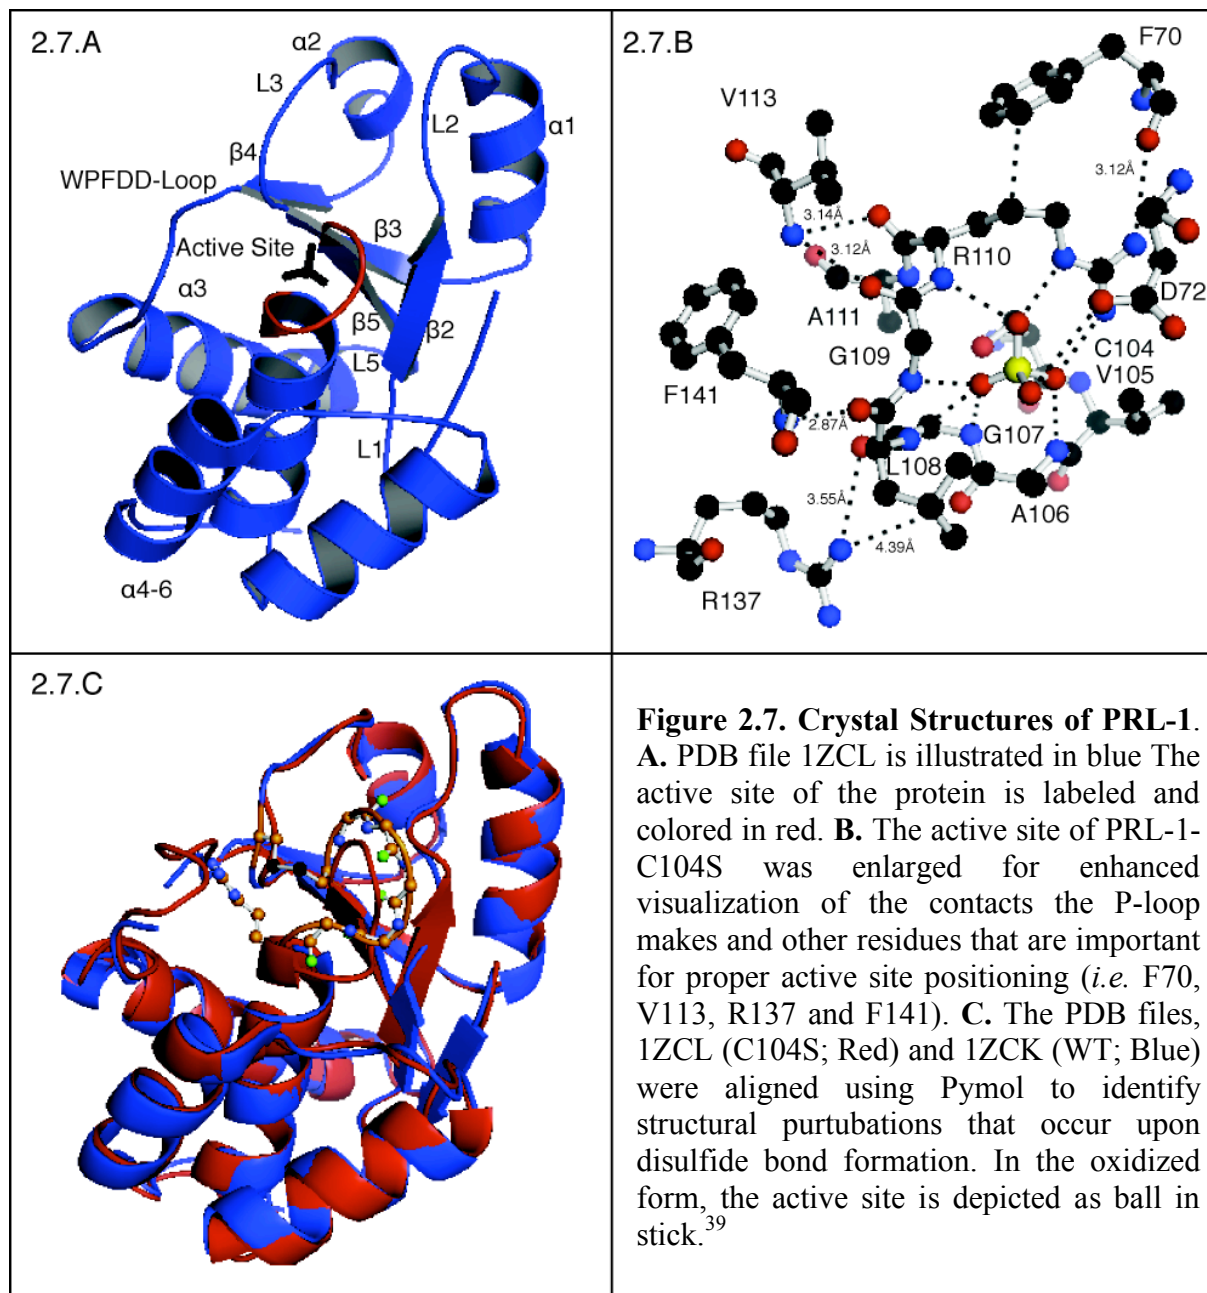 2.7.A
α2
L3
L2
α1
β4
WPFDD-Loop
β3
Active Site
α3
β5
β2
L5
L1
α4-6
2.7.B
F70
V113
3.12Å
3.14Å
3.12Å
R110
D72
A111
G109
C104
V105
F141
2.87Å
G107
L108
3.55Å
A106
4.39Å
R137
2.7.C
Figure 2.7. Crystal Structures of PRL-1.
A. PDB file 1ZCL is illustrated in blue The
active site of the protein is labeled and
colored in red. B. The active site of PRL-1-
C104S was enlarged for enhanced
visualization of the contacts the P-loop
makes and other residues that are important
for proper active site positioning (i.e. F70,
V113, R137 and F141). C. The PDB files,
1ZCL (C104S; Red) and 1ZCK (WT; Blue)
were aligned using Pymol to identify
structural purtubations that occur upon
disulfide bond formation. In the oxidized
form, the active site is depicted as ball in
stick.39